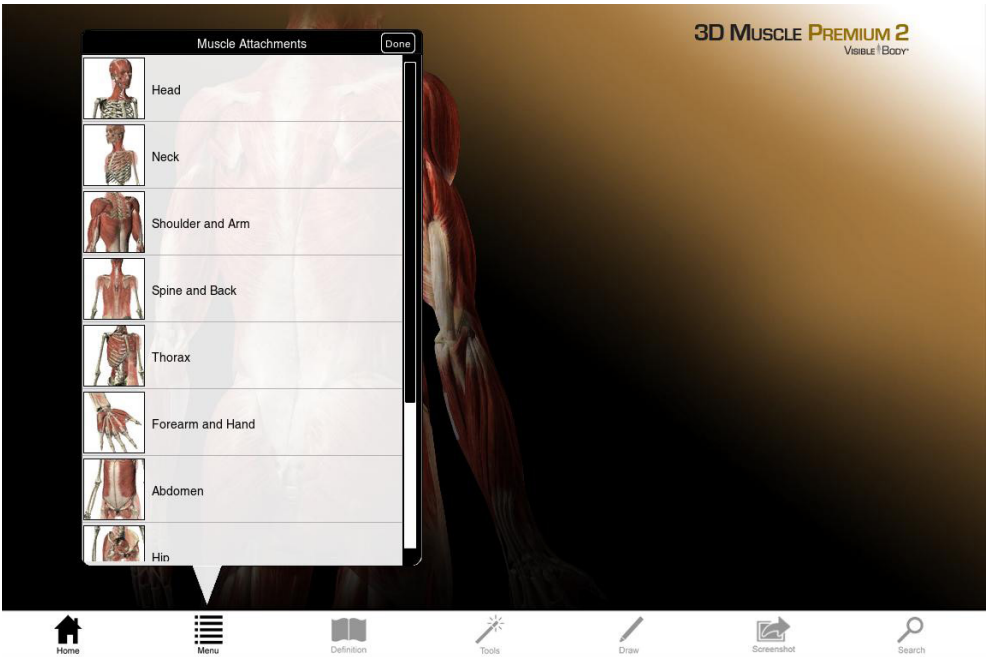 3D Muscle Premium 2
Visible Body®
Muscle Attachments
Done
Head
Neck
Shoulder and Arm
Spine and Back
Thorax
Forearm and Hand
Abdomen
Hip
Home
Menu
Definition
Tools
Draw
Screenshot
Search